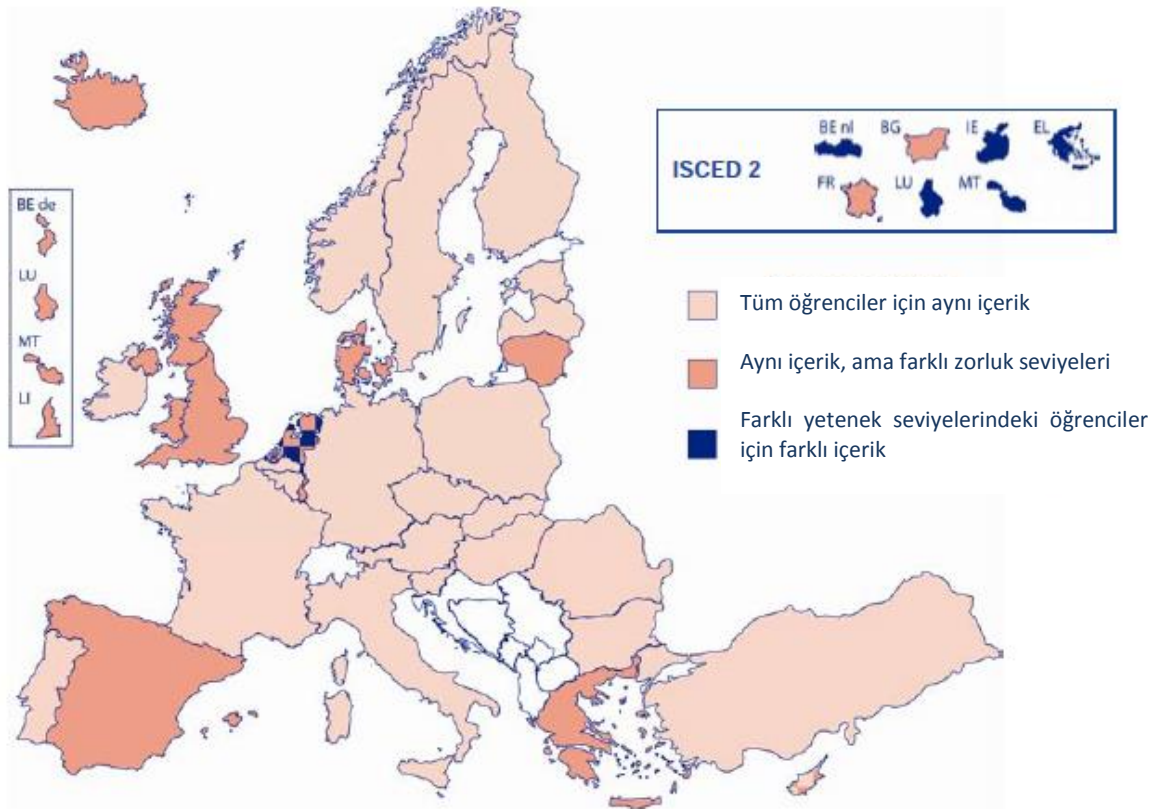 BE de
LU
MT
LI
ISCED 2
BE nl
BG
IE
EL
FR
LU
MT
Tüm öğrenciler için aynı içerik
Aynı içerik, ama farklı zorluk seviyeleri
Farklı yetenek seviyelerindeki öğrenciler
için farklı içerik